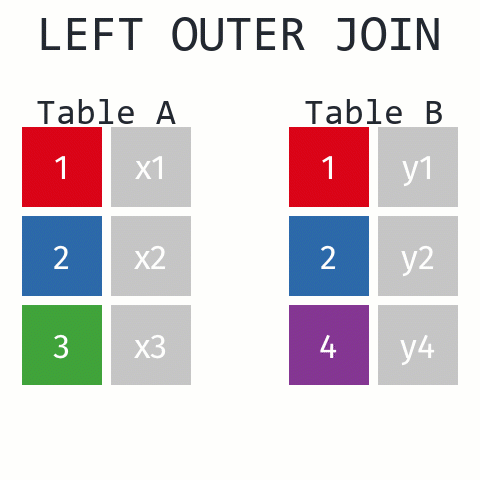 LEFT OUTER JOIN
Table A Table B
1 x1 1 y1
2 x2 2 y2
3 x3 4 y4